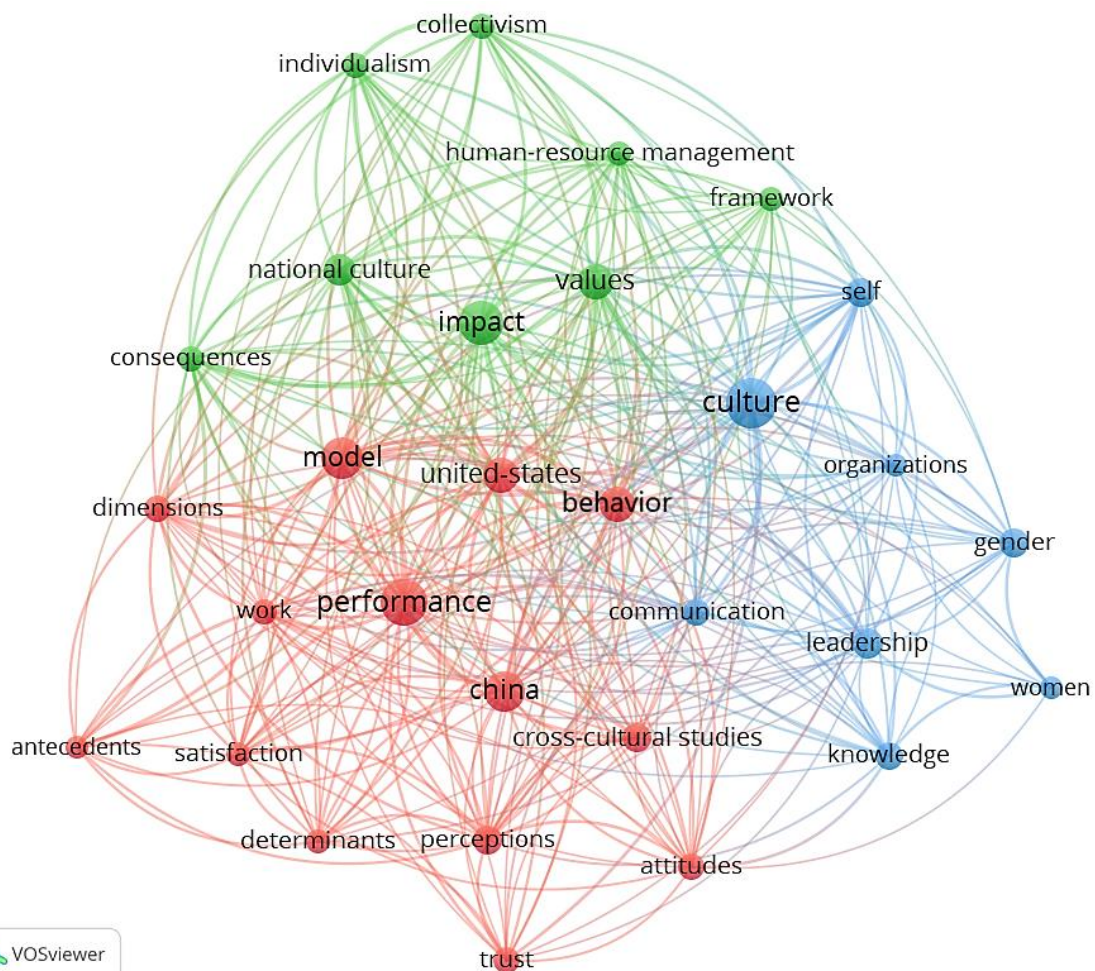 collectivism
individualism
human-resource management
framework
national culture
values
self
impact
consequences
culture
model
united-states
organizations
behavior
dimensions
gender
performance
work
communication
leadership
china
women
cross-cultural studies
antecedents
satisfaction
knowledge
determinants
perceptions
attitudes
VOSviewer
trust